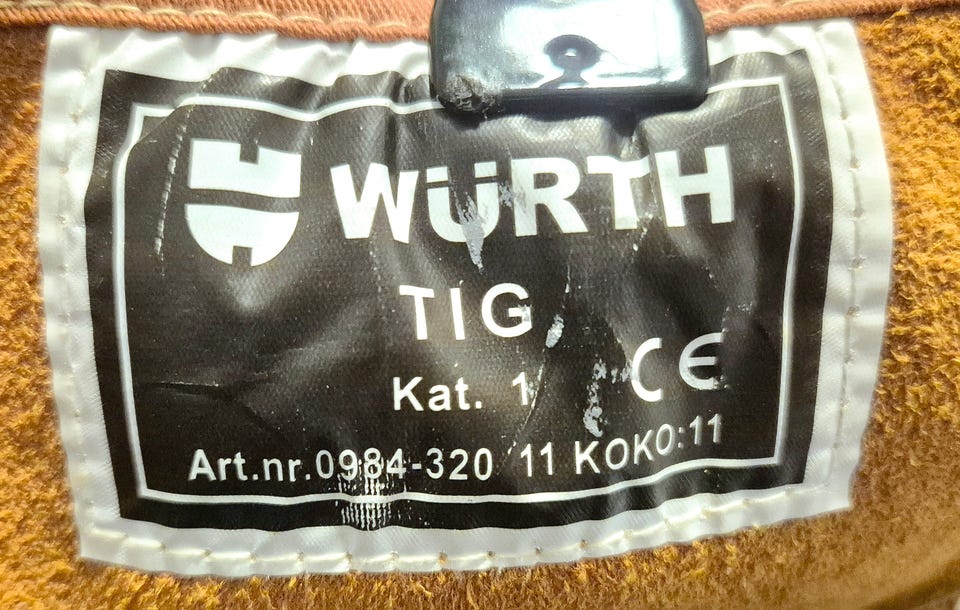 WÜRTH
TIG
Kat. 1
CE
Art.nr.0984-320 11 KOKO:11